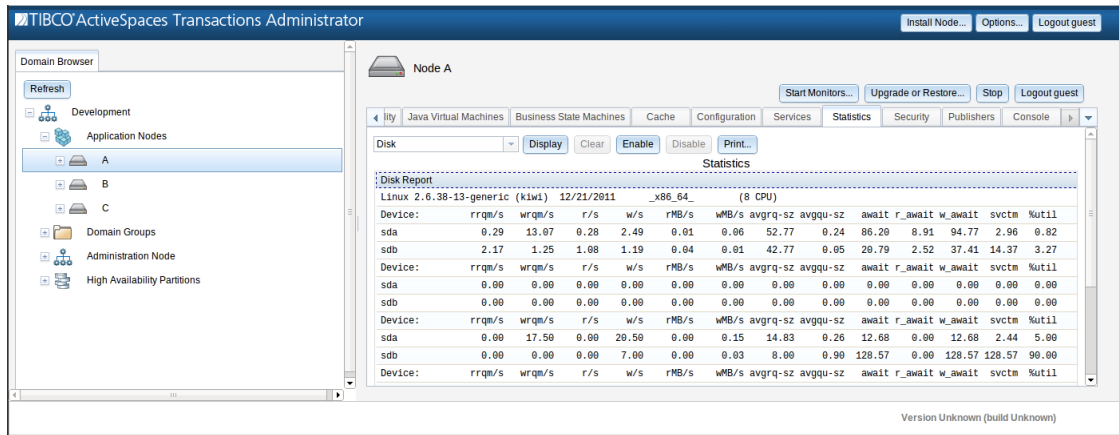 TIBCO® ActiveSpaces Transactions Administrator
Install Node... Options... Logout guest
Domain Browser
Refresh
Development
Application Nodes
A
B
C
Domain Groups
Administration Node
High Availability Partitions
Node A
Start Monitors... Upgrade or Restore... Stop Logout guest
lity Java Virtual Machines Business State Machines Cache Configuration Services Statistics Security Publishers Console
Disk Display Clear Enable Disable Print...
Statistics
Disk Report
Linux 2.6.38-13-generic (kiwi) 12/21/2011 _x86_64_ (8 CPU)
Device: rrqm/s wrqm/s r/s w/s rMB/s wMB/s avgrq-sz avgqu-sz await r_await w_await svctm %util
sda 0.29 13.07 0.28 2.49 0.01 0.06 52.77 0.24 86.20 8.91 94.77 2.96 0.82
sdb 2.17 1.25 1.08 1.19 0.04 0.01 42.77 0.05 20.79 2.52 37.41 14.37 3.27
Device: rrqm/s wrqm/s r/s w/s rMB/s wMB/s avgrq-sz avgqu-sz await r_await w_await svctm %util
sda 0.00 0.00 0.00 0.00 0.00 0.00 0.00 0.00 0.00 0.00 0.00 0.00 0.00
sdb 0.00 0.00 0.00 0.00 0.00 0.00 0.00 0.00 0.00 0.00 0.00 0.00 0.00
Device: rrqm/s wrqm/s r/s w/s rMB/s wMB/s avgrq-sz avgqu-sz await r_await w_await svctm %util
sda 0.00 17.50 0.00 20.50 0.00 0.15 14.83 0.26 12.68 0.00 12.68 2.44 5.00
sdb 0.00 0.00 0.00 7.00 0.00 0.03 8.00 0.90 128.57 0.00 128.57 128.57 90.00
Device: rrqm/s wrqm/s r/s w/s rMB/s wMB/s avgrq-sz avgqu-sz await r_await w_await svctm %util
Version Unknown (build Unknown)